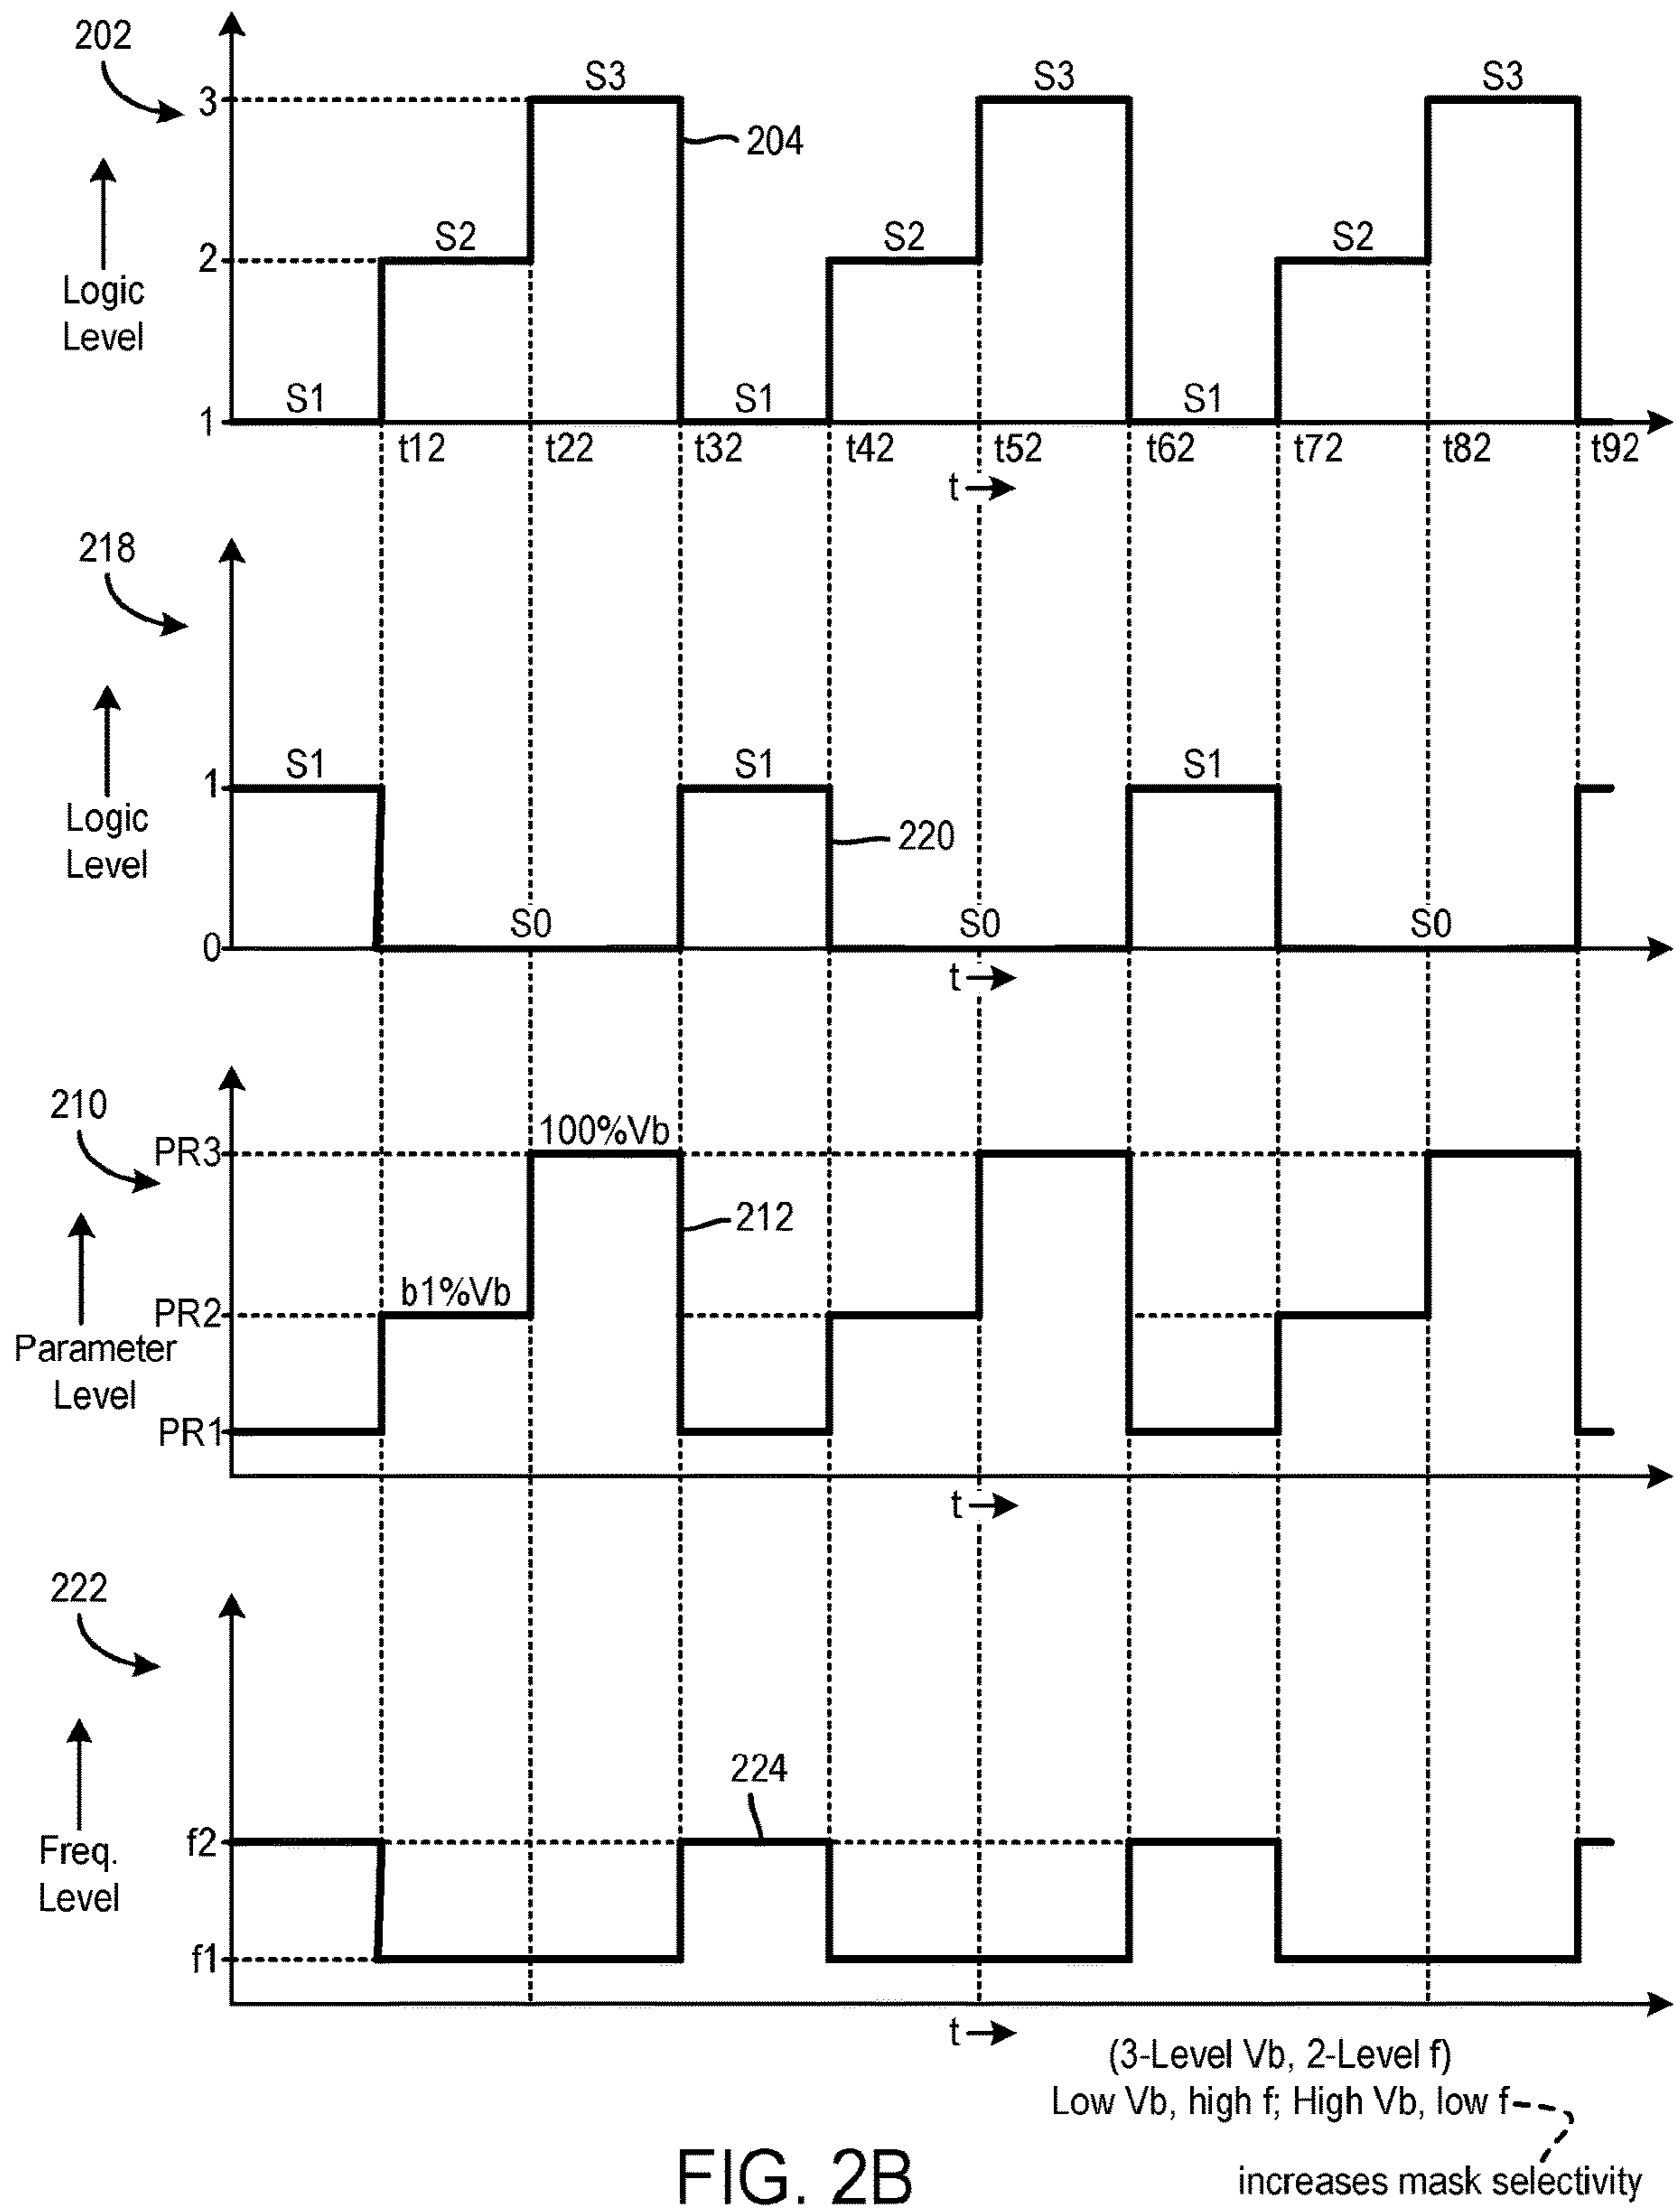 202
3
S3
S3
S3
204
2
S2
S2
S2
Logic
Level
1
S1
S1
S1
t12
t22
t32
t42
t52
t62
t72
t82
t92
t
218
1
S1
S1
S1
Logic
Level
220
0
S0
S0
S0
t
210
PR3
100%Vb
212
PR2
b1%Vb
Parameter
Level
PR1
t
222
224
f2
Freq.
Level
f1
t
(3-Level Vb, 2-Level f)
Low Vb, high f; High Vb, low f
increases mask selectivity
FIG. 2B